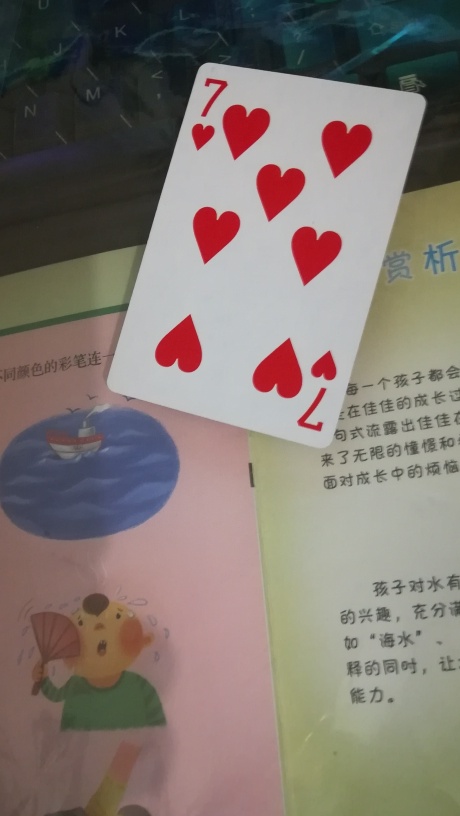 D
K
L
J
N
M
7
7
赏析
不同颜色的彩笔连一
每一个孩子都会
在佳佳的成长过
句式流露出佳佳在
来了无限的憧憬和
面对成长中的烦恼
孩子对水有
的兴趣，充分满
如“海水”、
释的同时，让
能力。